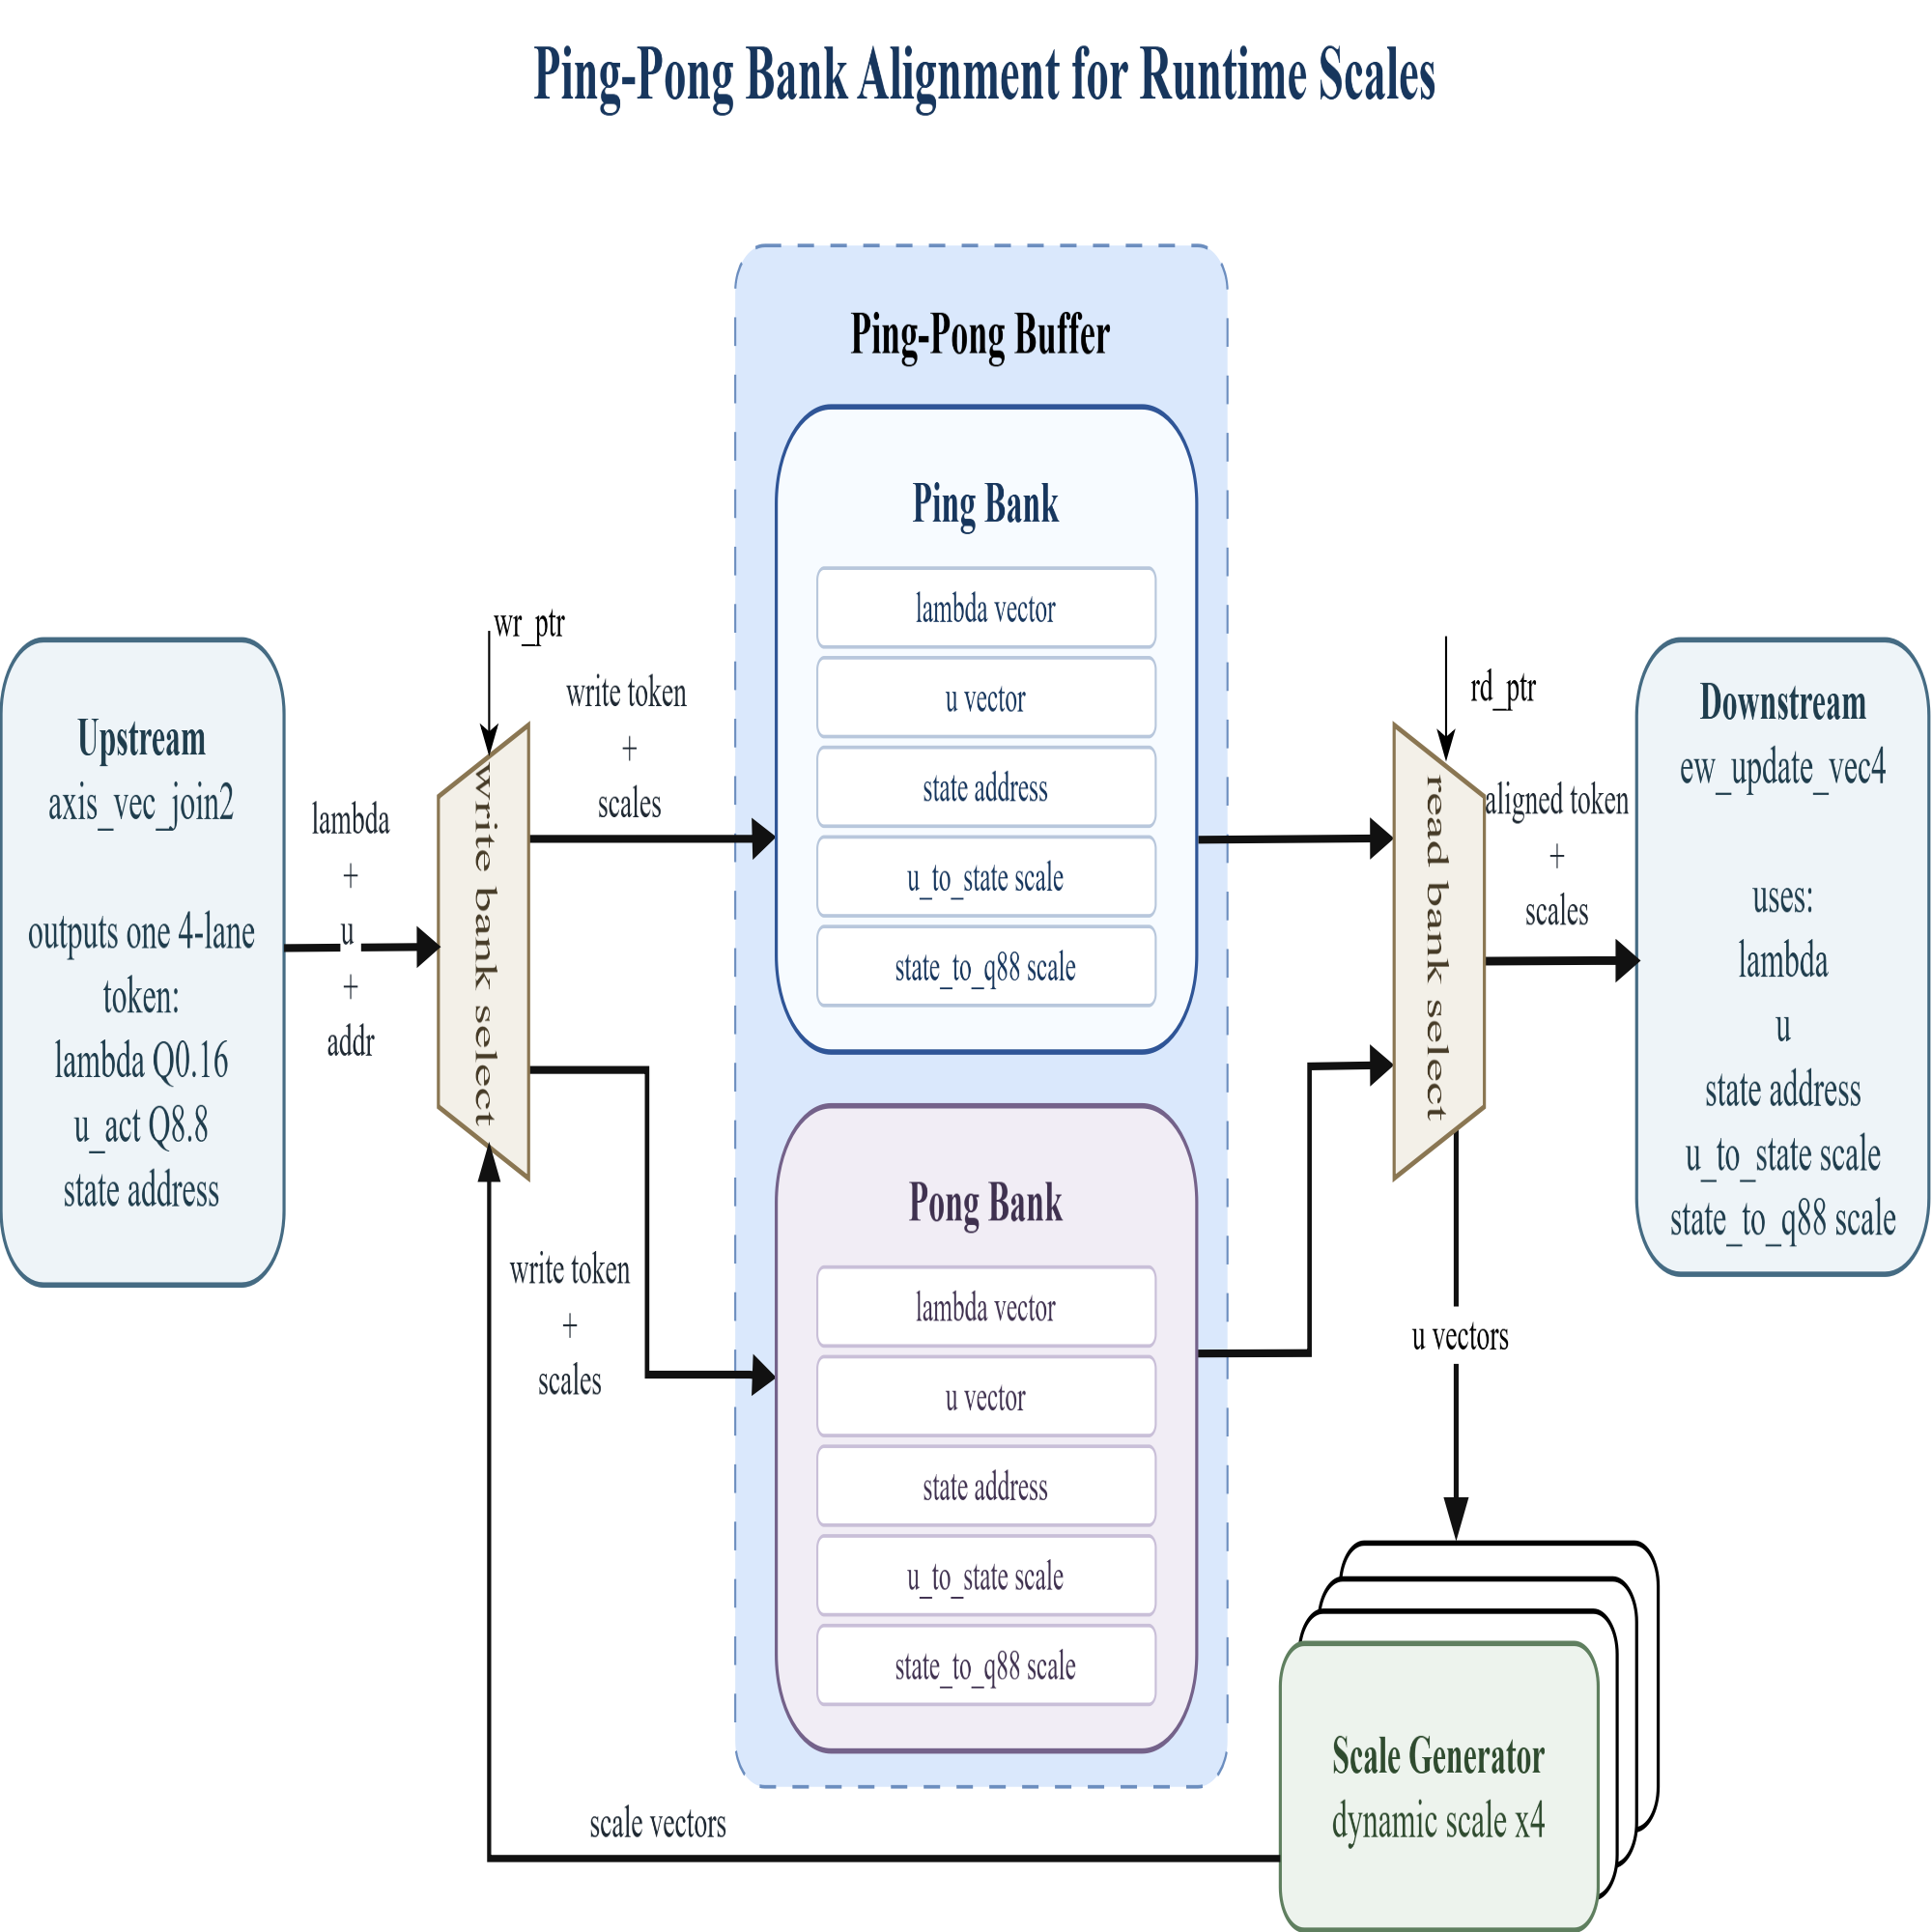 Ping-Pong Bank Alignment for Runtime Scales
Upstream
axis_vec_join2
outputs one 4-lane
token:
lambda Q0.16
u_act Q8.8
state address
lambda
+
u
+
addr
wr_ptr
write bank select
write token
+
scales
write token
+
scales
Ping-Pong Buffer
Ping Bank
lambda vector
u vector
state address
u_to_state scale
state_to_q88 scale
Pong Bank
lambda vector
u vector
state address
u_to_state scale
state_to_q88 scale
rd_ptr
read bank select
aligned token
+
scales
Downstream
ew_update_vec4
uses:
lambda
u
state address
u_to_state scale
state_to_q88 scale
u vectors
Scale Generator
dynamic scale x4
scale vectors